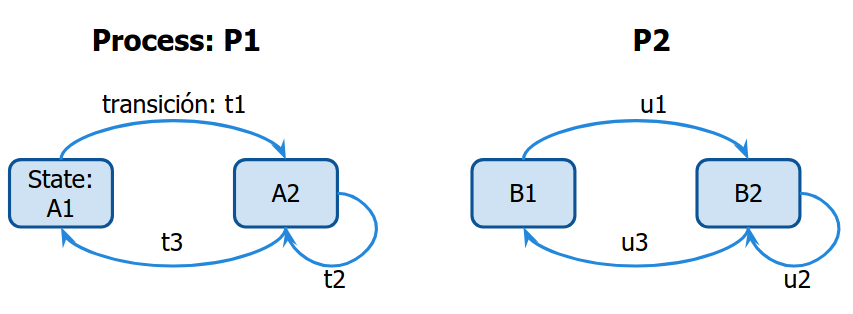 Process: P1
P2
transición: t1
u1
State:
A1
A2
B1
B2
t3
t2
u3
u2